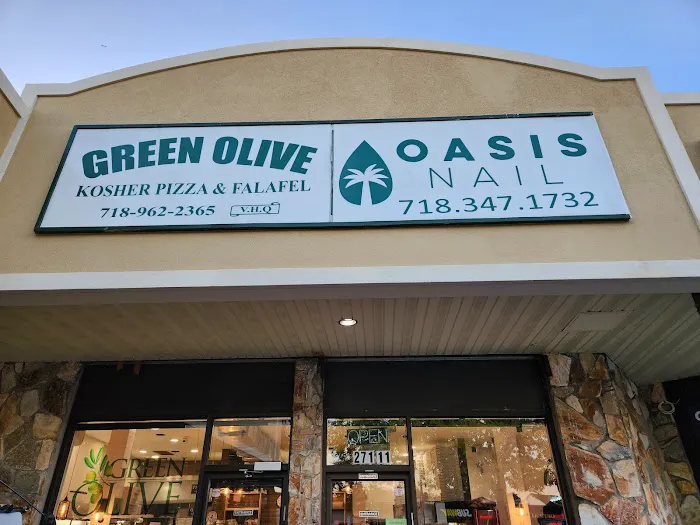 GREEN OLIVE
KOSHER PIZZA & FALAFEL
718-962-2365 V.H.Q
OASIS
NAIL
718.347.1732
GREEN
OLIVE
OPEN
27111